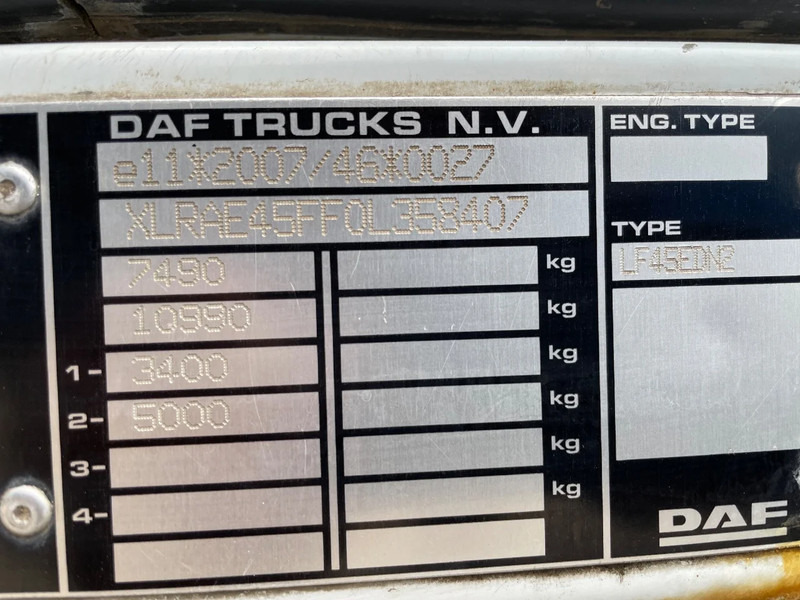 DAF TRUCKS N.V.
e11*2007/46*0027
XLRAE45FF0L358407
7490 kg
10990 kg
1- 3400 kg
2- 5000 kg
3- kg
4- kg
ENG. TYPE
TYPE
LF45EDN2
DAF